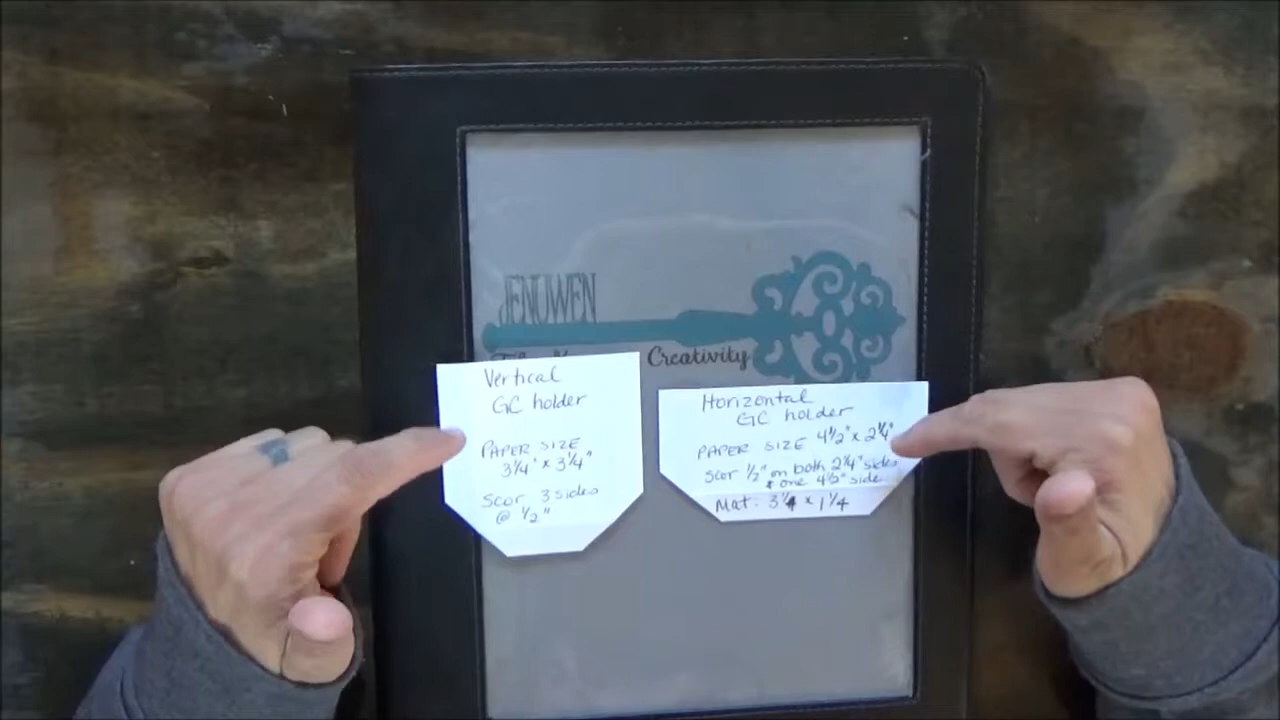 JENUWEN
Creativity
Vertical
GC holder
PAPER SIZE
3¼" x 3¼"
Scor 3 sides
@ ½"
Horizontal
GC holder
PAPER SIZE 4½" x 2¼"
Scor ½" on both 2¼" sides
& one 4½" side
Mat: 3¼ x 1¼